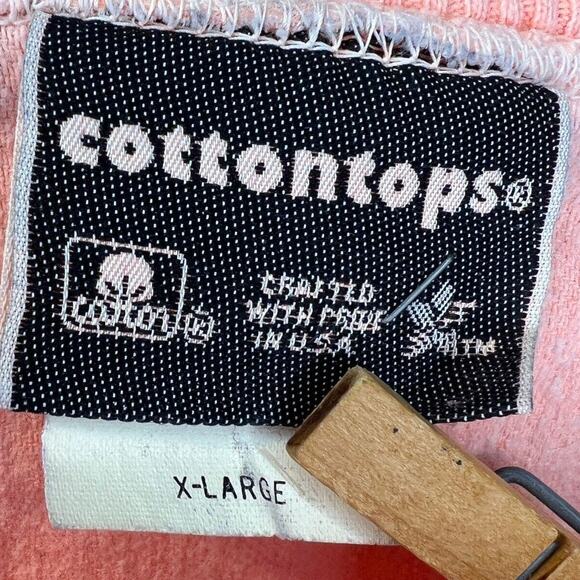 cottontops®
cotton®
CRAFTED
WITH PRIDE
IN U.S.A.
X-LARGE